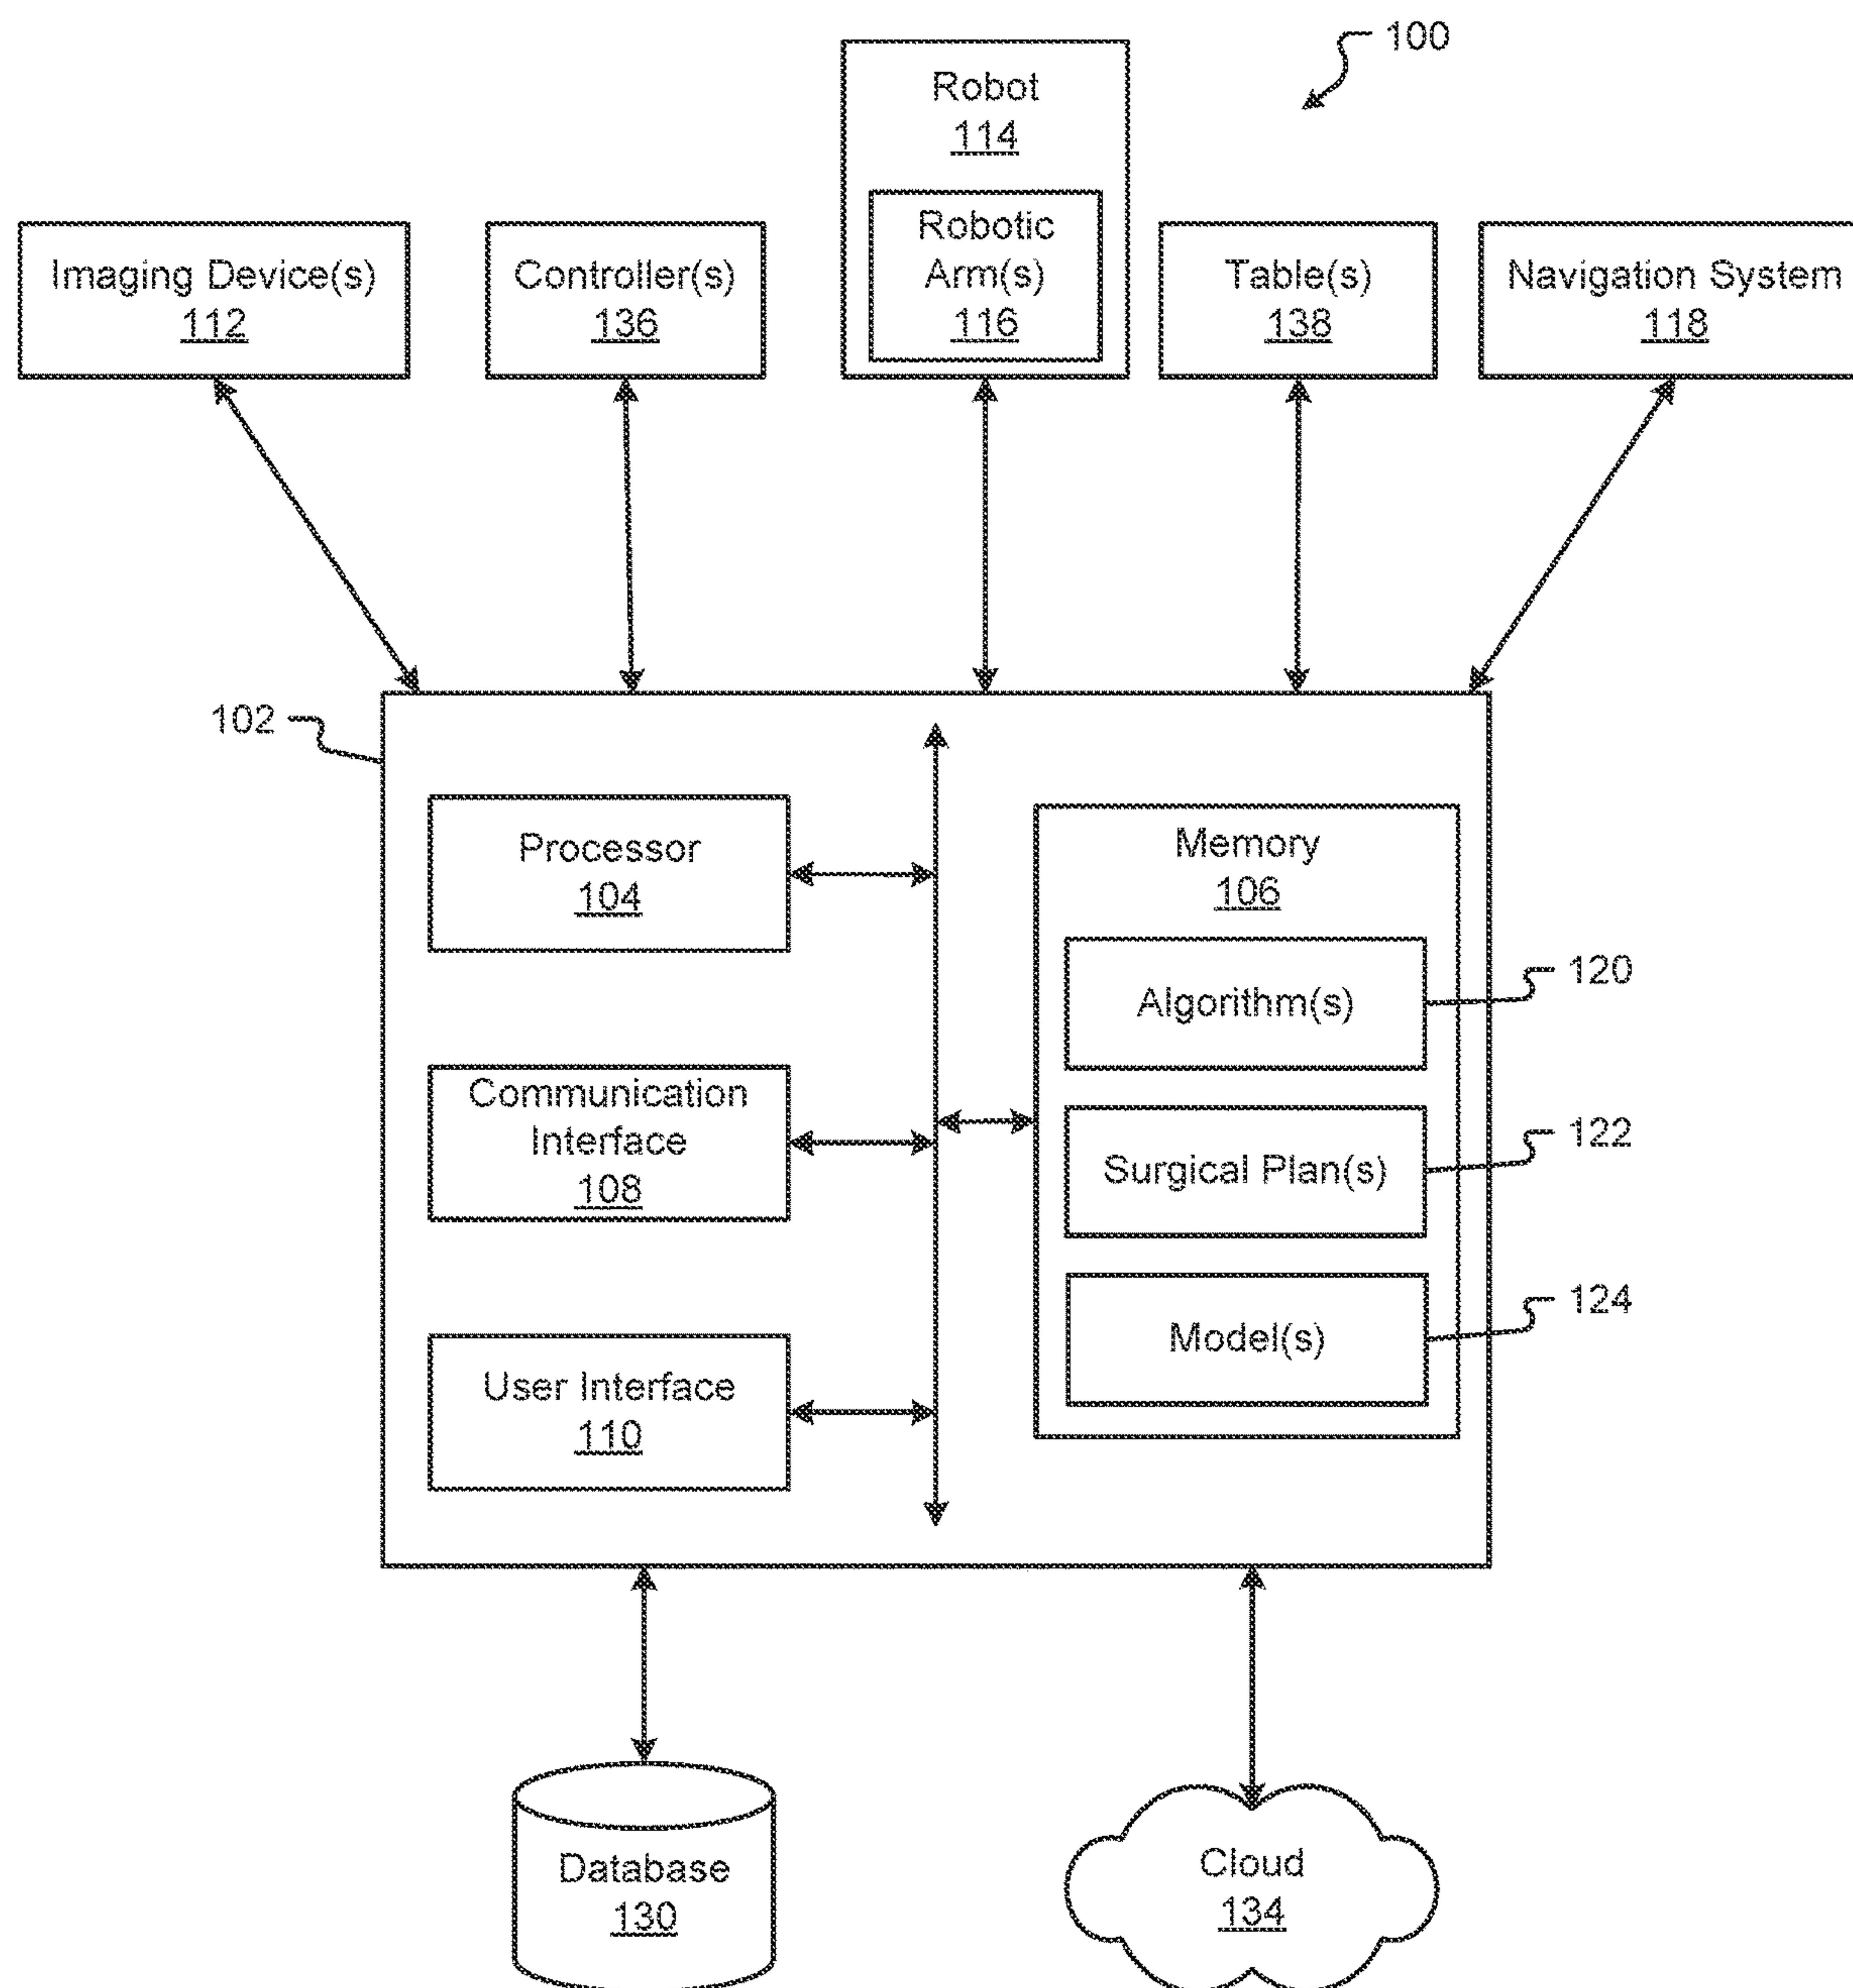 100
Robot
114
Robotic
Arm(s)
116
Imaging Device(s)
112
Controller(s)
136
Table(s)
138
Navigation System
118
102
Processor
104
Memory
106
Algorithm(s)
120
Communication
Interface
108
Surgical Plan(s)
122
User Interface
110
Model(s)
124
Database
130
Cloud
134